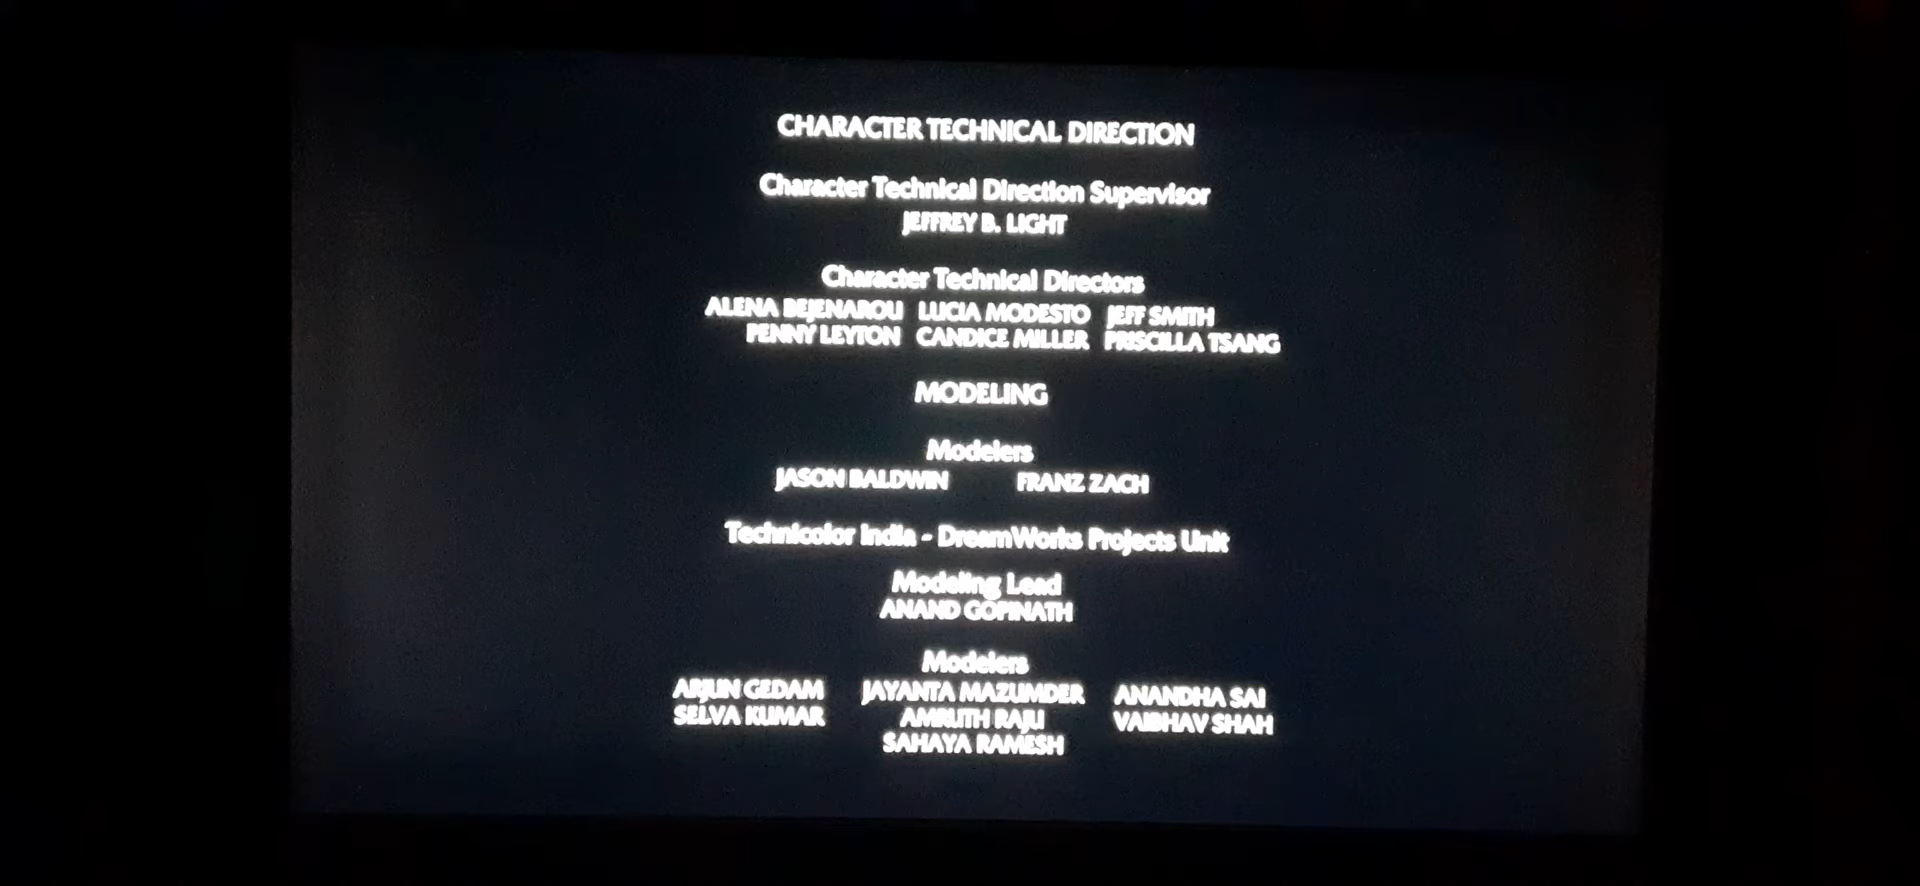 CHARACTER TECHNICAL DIRECTION
Character Technical Direction Supervisor
JEFFREY B. LIGHT
Character Technical Directors
ALENA BEJENAROU LUCIA MODESTO JEFF SMITH
PENNY LEYTON CANDICE MILLER PRISCILLA TSANG
MODELING
Modelers
JASON BALDWIN FRANZ ZACH
Technicolor India - DreamWorks Projects Unit
Modeling Lead
ANAND GOPINATH
Modelers
ARJUN GEDAM JAYANTA MAZUMDER ANANDHA SAI
SELVA KUMAR AMRUTH RAJU VAIBHAV SHAH
SAHAYA RAMESH